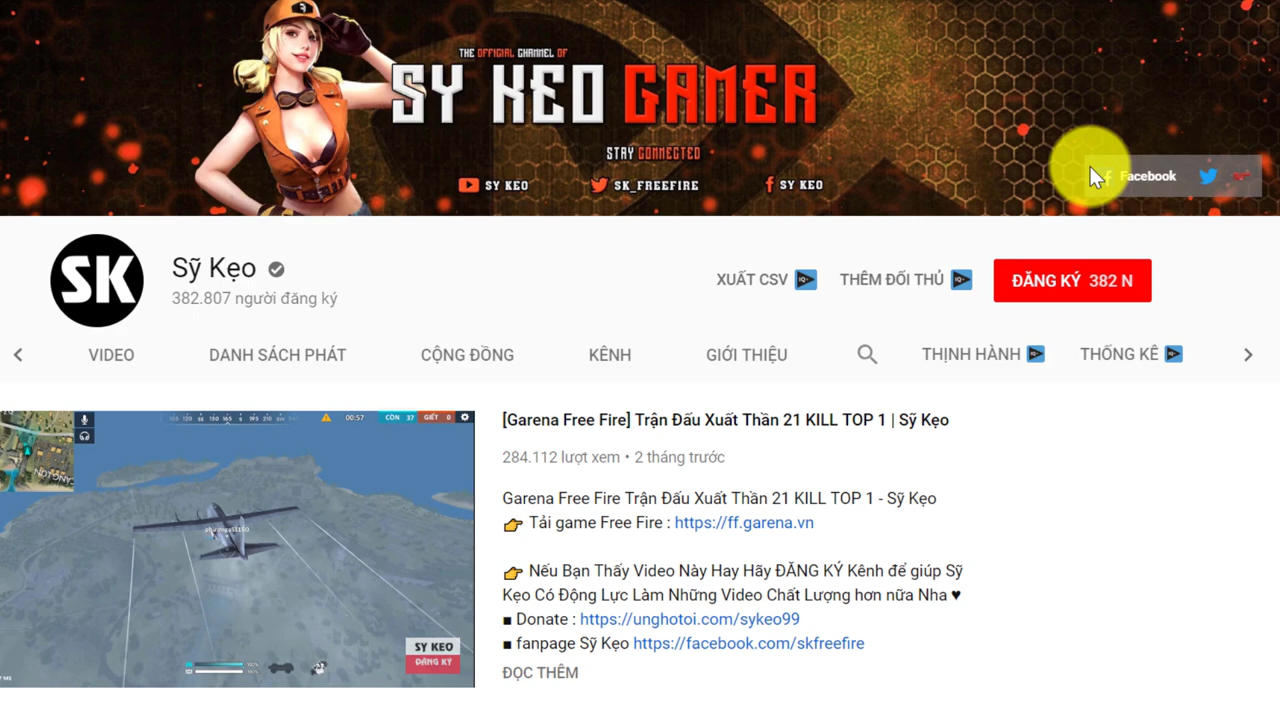 THE OFFICIAL CHANNEL OF
SY KEO GAMER
STAY CONNECTED
SY KEO
SK_FREEFIRE
SY KEO
Facebook
SK
Sỹ Kẹo
382.807 người đăng ký
XUẤT CSV
THÊM ĐỐI THỦ
ĐĂNG KÝ 382 N
VIDEO
DANH SÁCH PHÁT
CỘNG ĐỒNG
KÊNH
GIỚI THIỆU
THỊNH HÀNH
THỐNG KÊ
00:57
CÒN 37
GIẾT 0
SY KEO
ĐĂNG KÝ
[Garena Free Fire] Trận Đấu Xuất Thần 21 KILL TOP 1 | Sỹ Kẹo
284.112 lượt xem • 2 tháng trước
Garena Free Fire Trận Đấu Xuất Thần 21 KILL TOP 1 - Sỹ Kẹo
👉 Tải game Free Fire : https://ff.garena.vn
👉 Nếu Bạn Thấy Video Này Hay Hãy ĐĂNG KÝ Kênh để giúp Sỹ
Kẹo Có Động Lực Làm Những Video Chất Lượng hơn nữa Nha ♥
■ Donate : https://unghotoi.com/sykeo99
■ fanpage Sỹ Kẹo https://facebook.com/skfreefire
ĐỌC THÊM